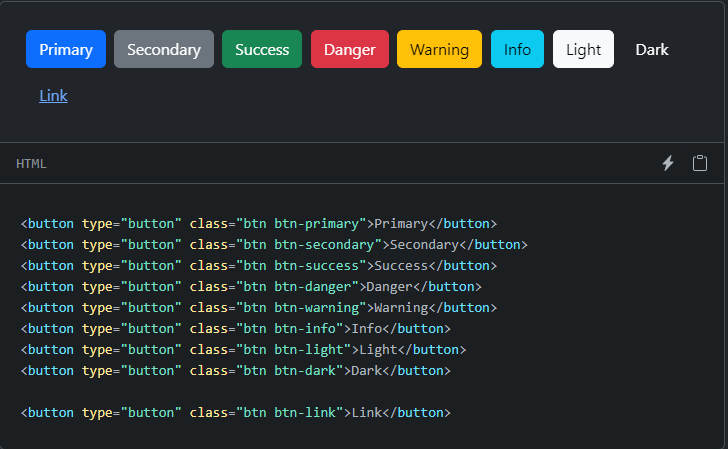 Primary Secondary Success Danger Warning Info Light Dark
Link
HTML
<button type="button" class="btn btn-primary">Primary</button>
<button type="button" class="btn btn-secondary">Secondary</button>
<button type="button" class="btn btn-success">Success</button>
<button type="button" class="btn btn-danger">Danger</button>
<button type="button" class="btn btn-warning">Warning</button>
<button type="button" class="btn btn-info">Info</button>
<button type="button" class="btn btn-light">Light</button>
<button type="button" class="btn btn-dark">Dark</button>
<button type="button" class="btn btn-link">Link</button>